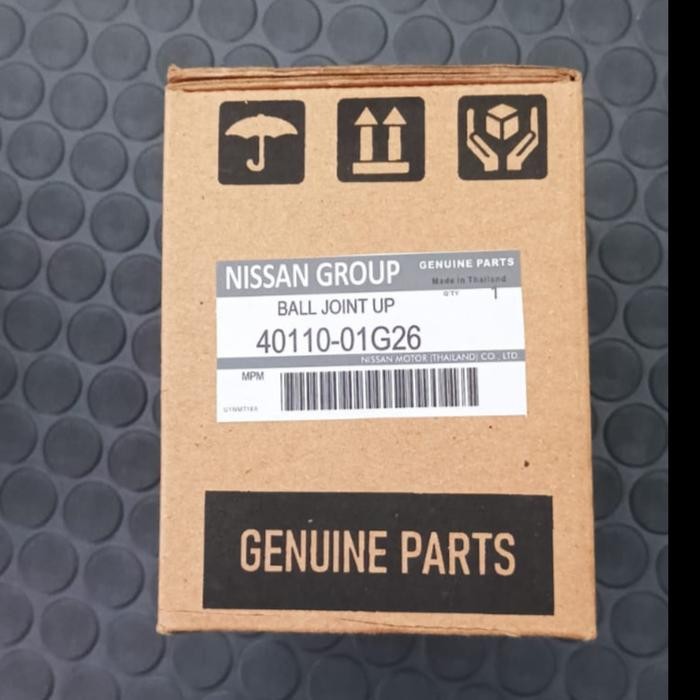 NISSAN GROUP GENUINE PARTS
Made in Thailand
BALL JOINT UP Q'TY 1
40110-01G26
NISSAN MOTOR (THAILAND) CO., LTD.
MPM
GENUINE PARTS